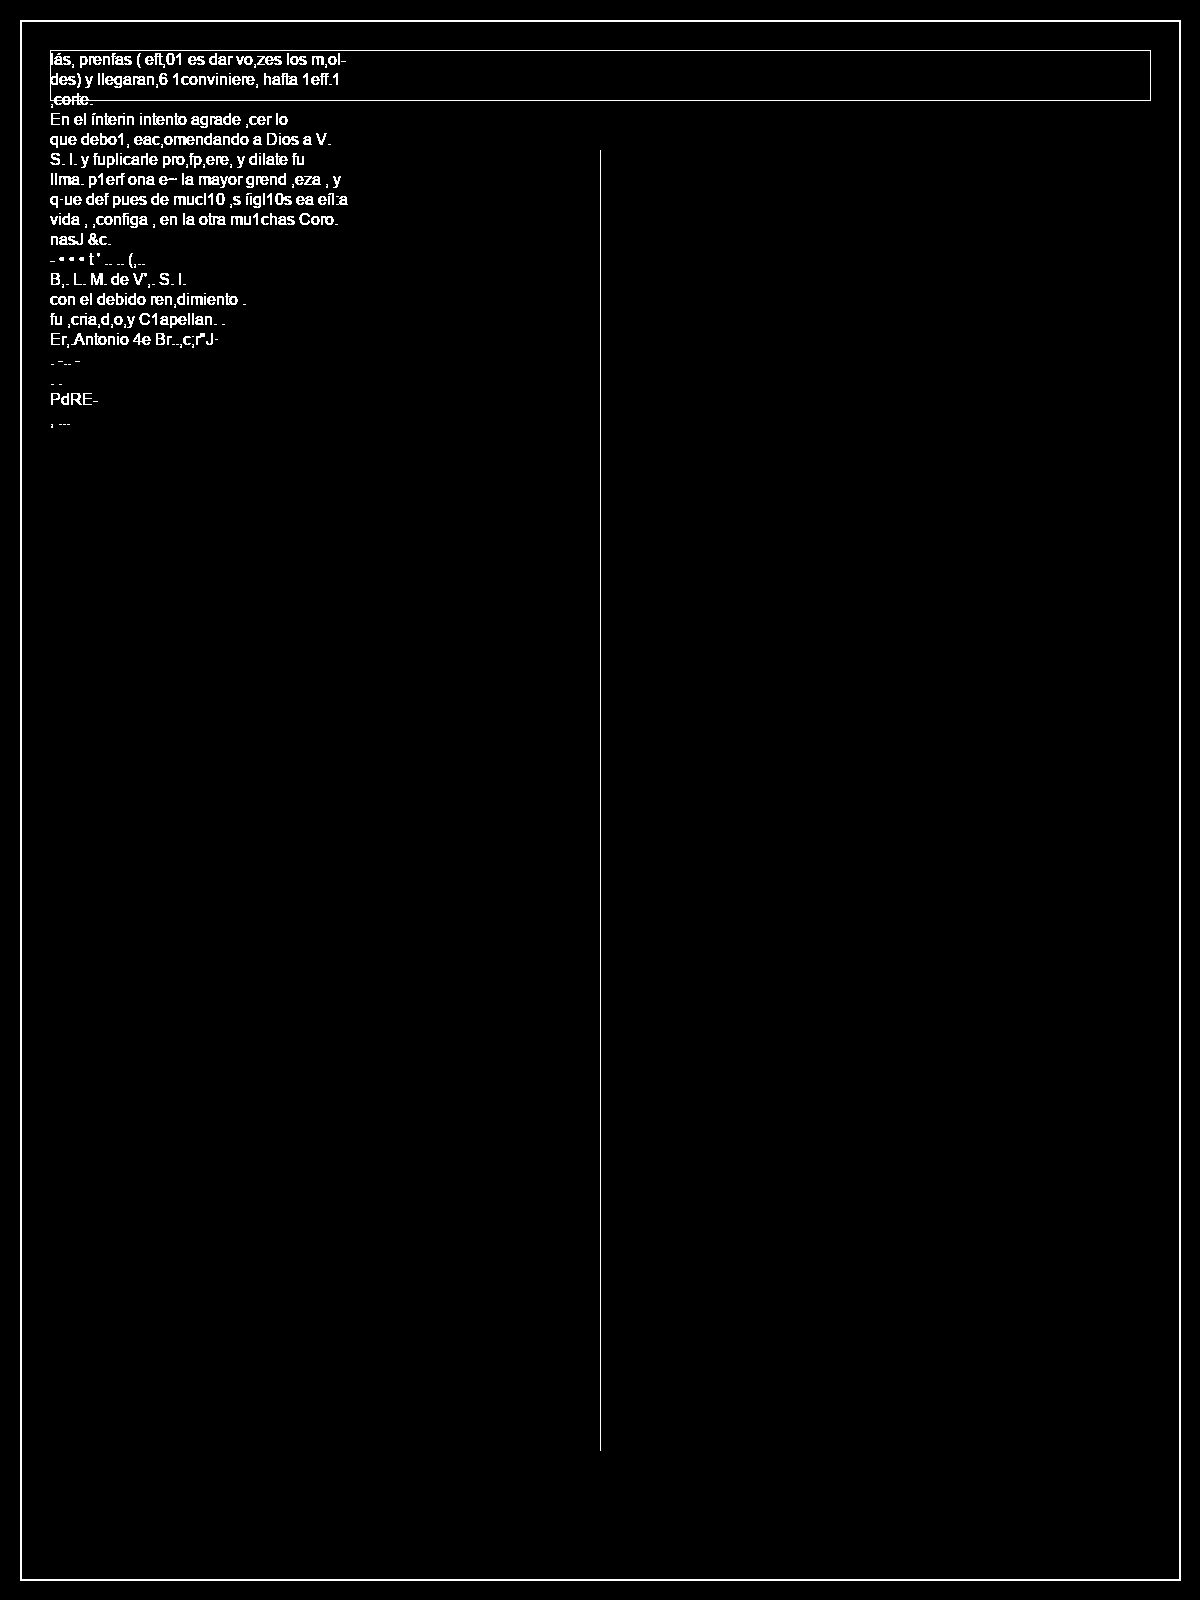 lás, prenfas ( eft,01 es dar vo,zes los m,ol-
des) y llegaran,6 1conviniere, hafta 1eff.1
,corte.
En el ínterin intento agrade ,cer lo
que debo1, eac,omendando a Dios a V.
S. I. y fuplicarle pro,fp,ere, y dilate fu
llma. p1erf ona e~ la mayor grend ,eza , y
q·ue def pues de mucl10 ,s íigl10s ea eíl:a
vida , ,configa , en la otra mu1chas Coro.
nasJ &c.
- • • • t ' .. .. (,..
B,. L. M. de V',. S. I.
con el debido ren,dimiento .
fu ,cria,d,o,y C1apellan. .
Er,.Antonio 4e Br..,c;r"J·
. -.. -
. .
PdRE-
, ...